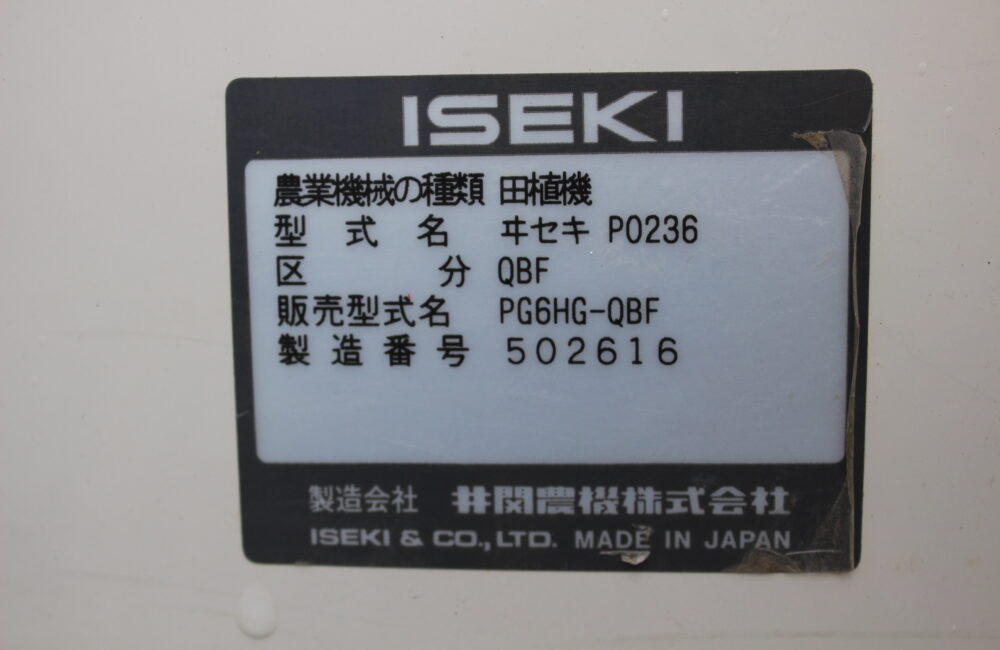 ISEKI
農業機械の種類 田植機
型式名 ヰセキ P0236
区分 QBF
販売型式名 PG6HG-QBF
製造番号 502616
製造会社 井関農機株式会社
ISEKI & CO., LTD. MADE IN JAPAN